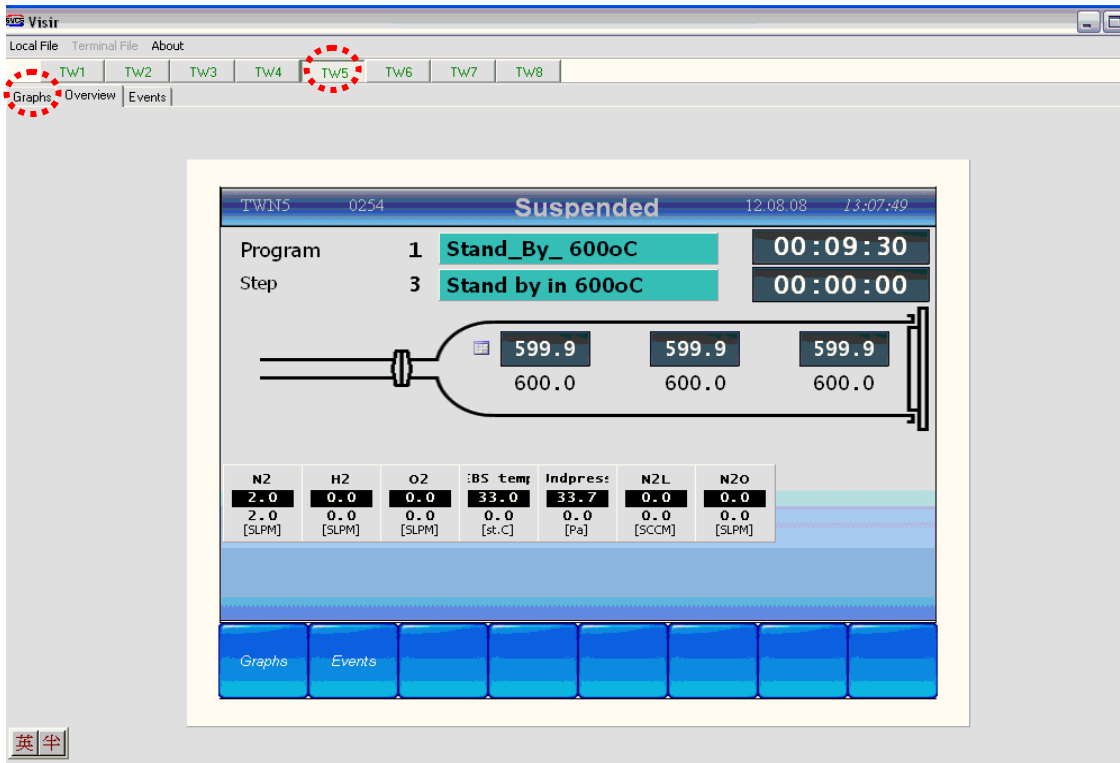 SVCS Visir
Local File Terminal File About
TW1 TW2 TW3 TW4 TW5 TW6 TW7 TW8
Graphs Overview Events
TWN5 0254 Suspended 12.08.08 13:07:49
Program 1 Stand_By_ 600oC 00:09:30
Step 3 Stand by in 600oC 00:00:00
599.9 599.9 599.9
600.0 600.0 600.0
N2 H2 O2 BS temp ndpres N2L N2O
2.0 0.0 0.0 33.0 33.7 0.0 0.0
2.0 0.0 0.0 0.0 0.0 0.0 0.0
[SLPM] [SLPM] [SLPM] [st.C] [Pa] [SCCM] [SLPM]
Graphs Events
英 半